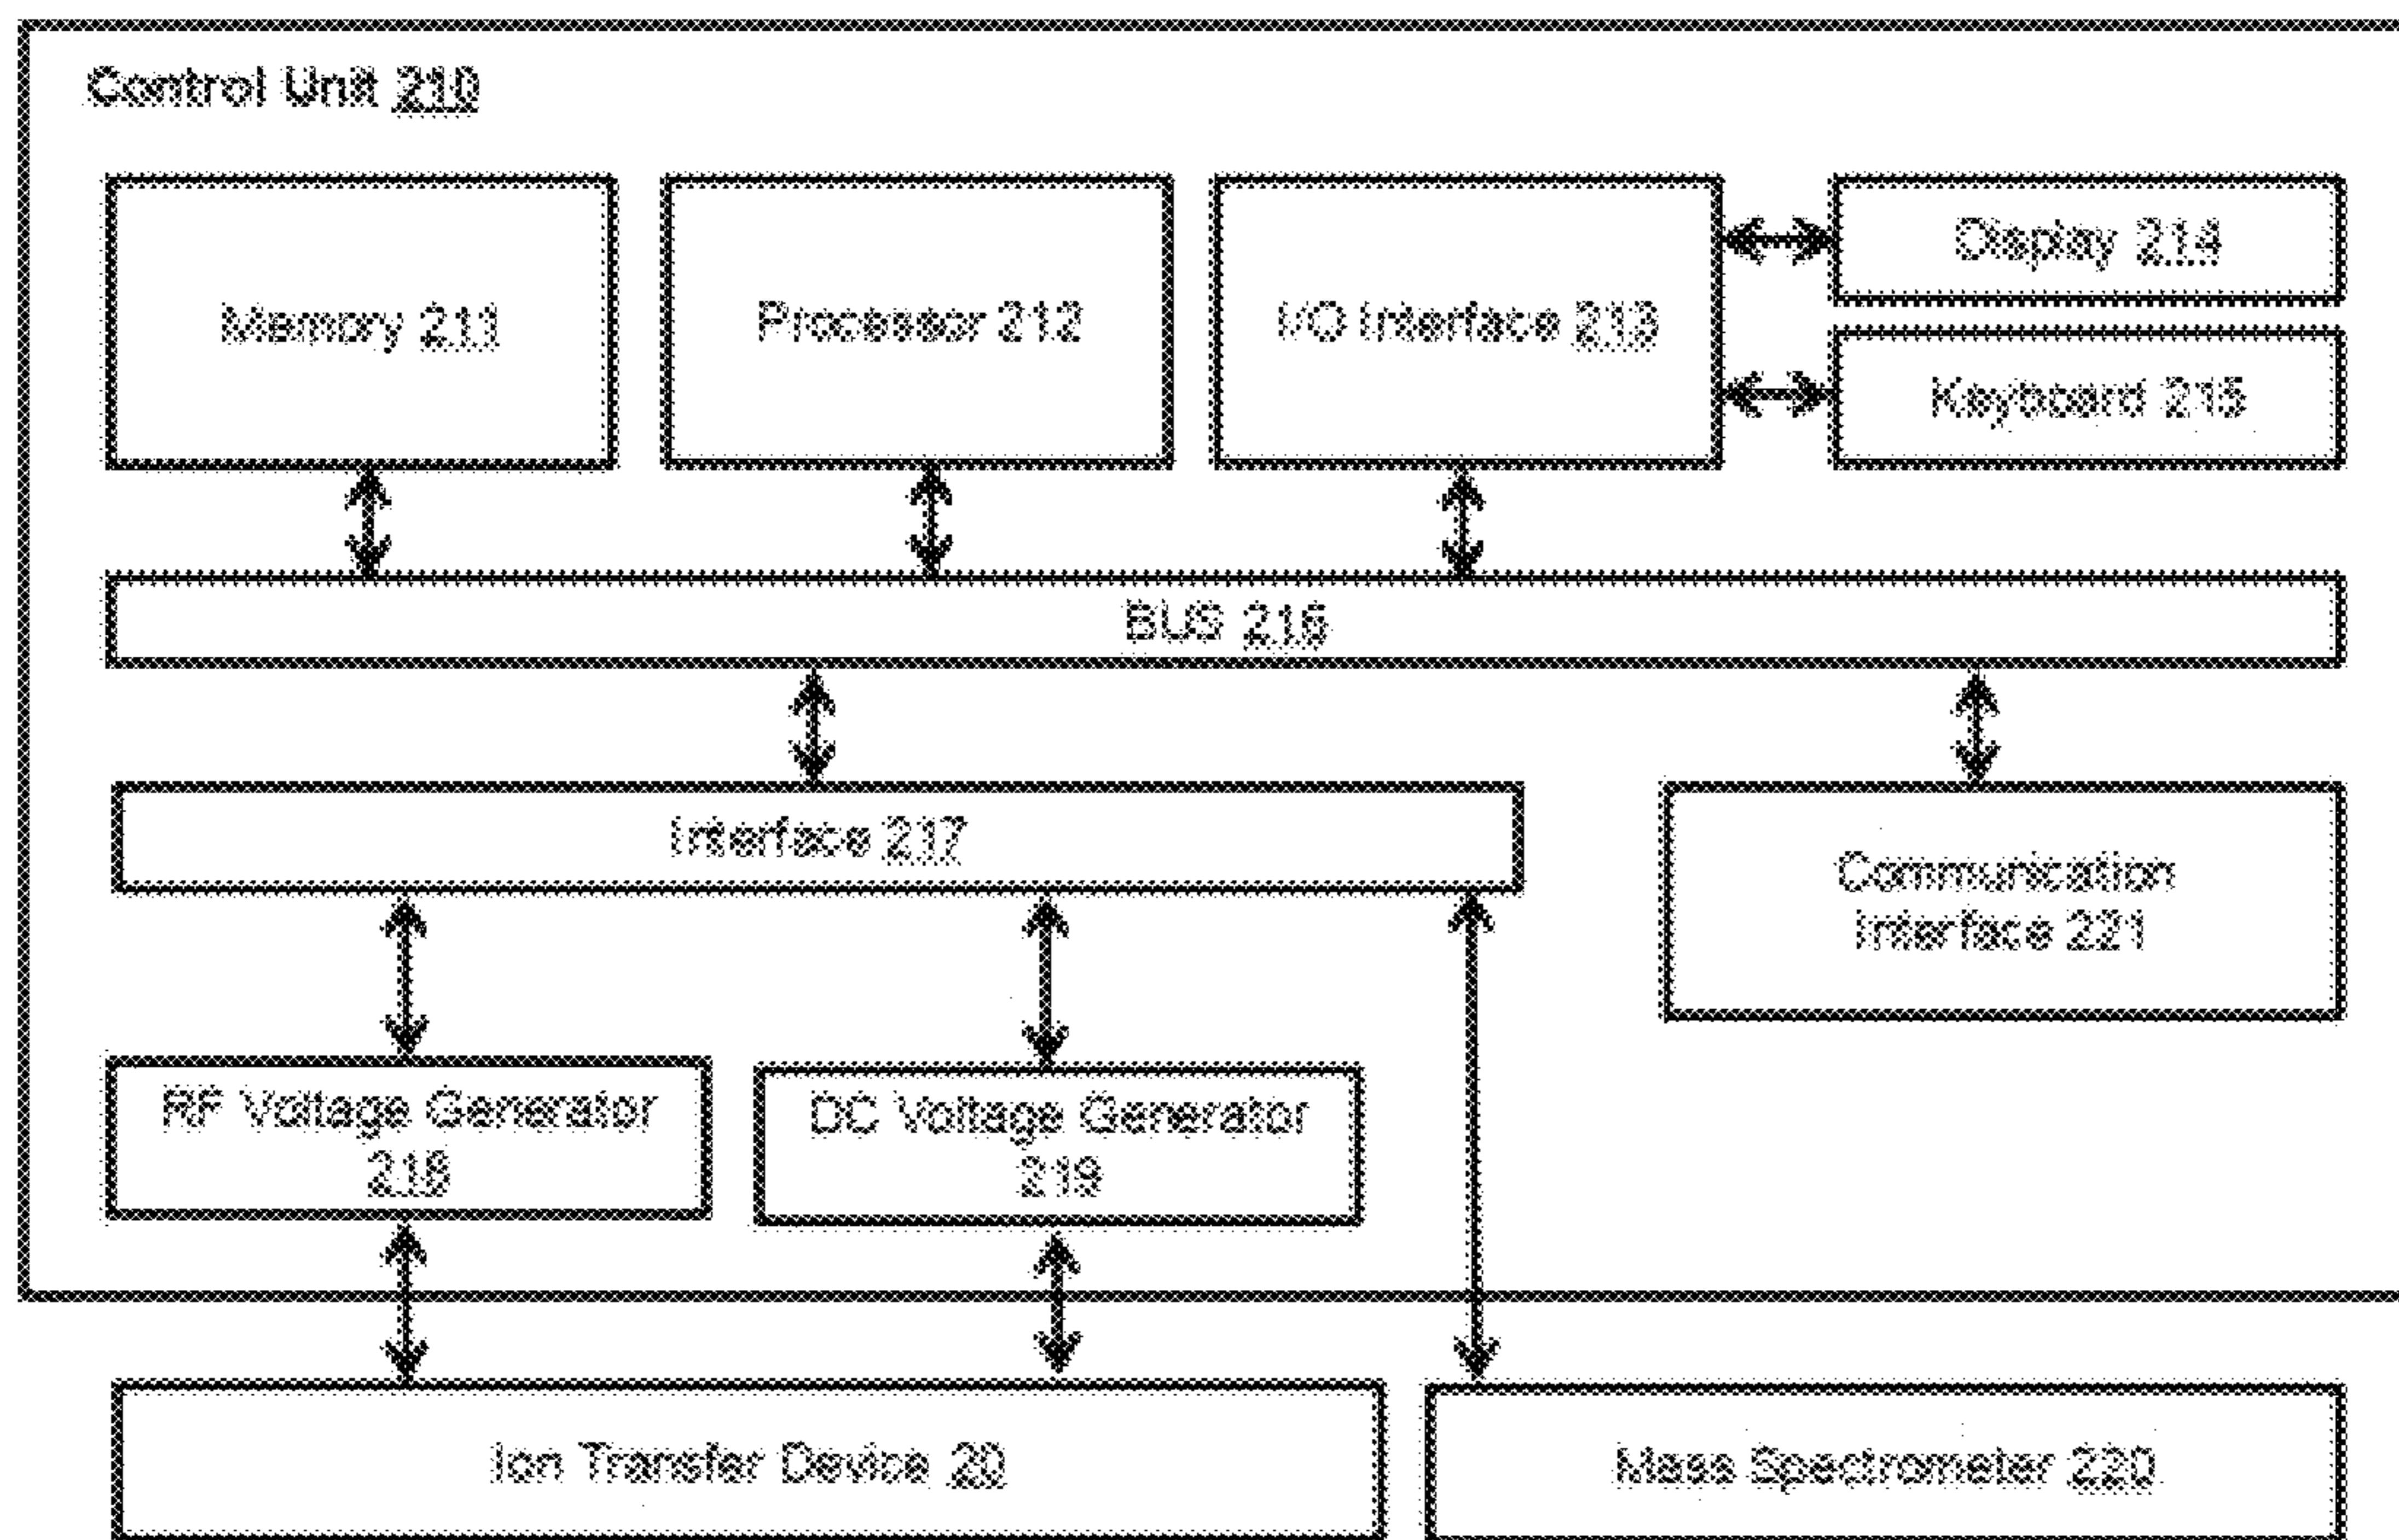 Control Unit 210
Memory 211
Processor 212
I/O Interface 213
Display 214
Keyboard 215
BUS 216
Interface 217
Communication
Interface 221
RF Voltage Generator
218
DC Voltage Generator
219
Ion Transfer Device 20
Mass Spectrometer 220